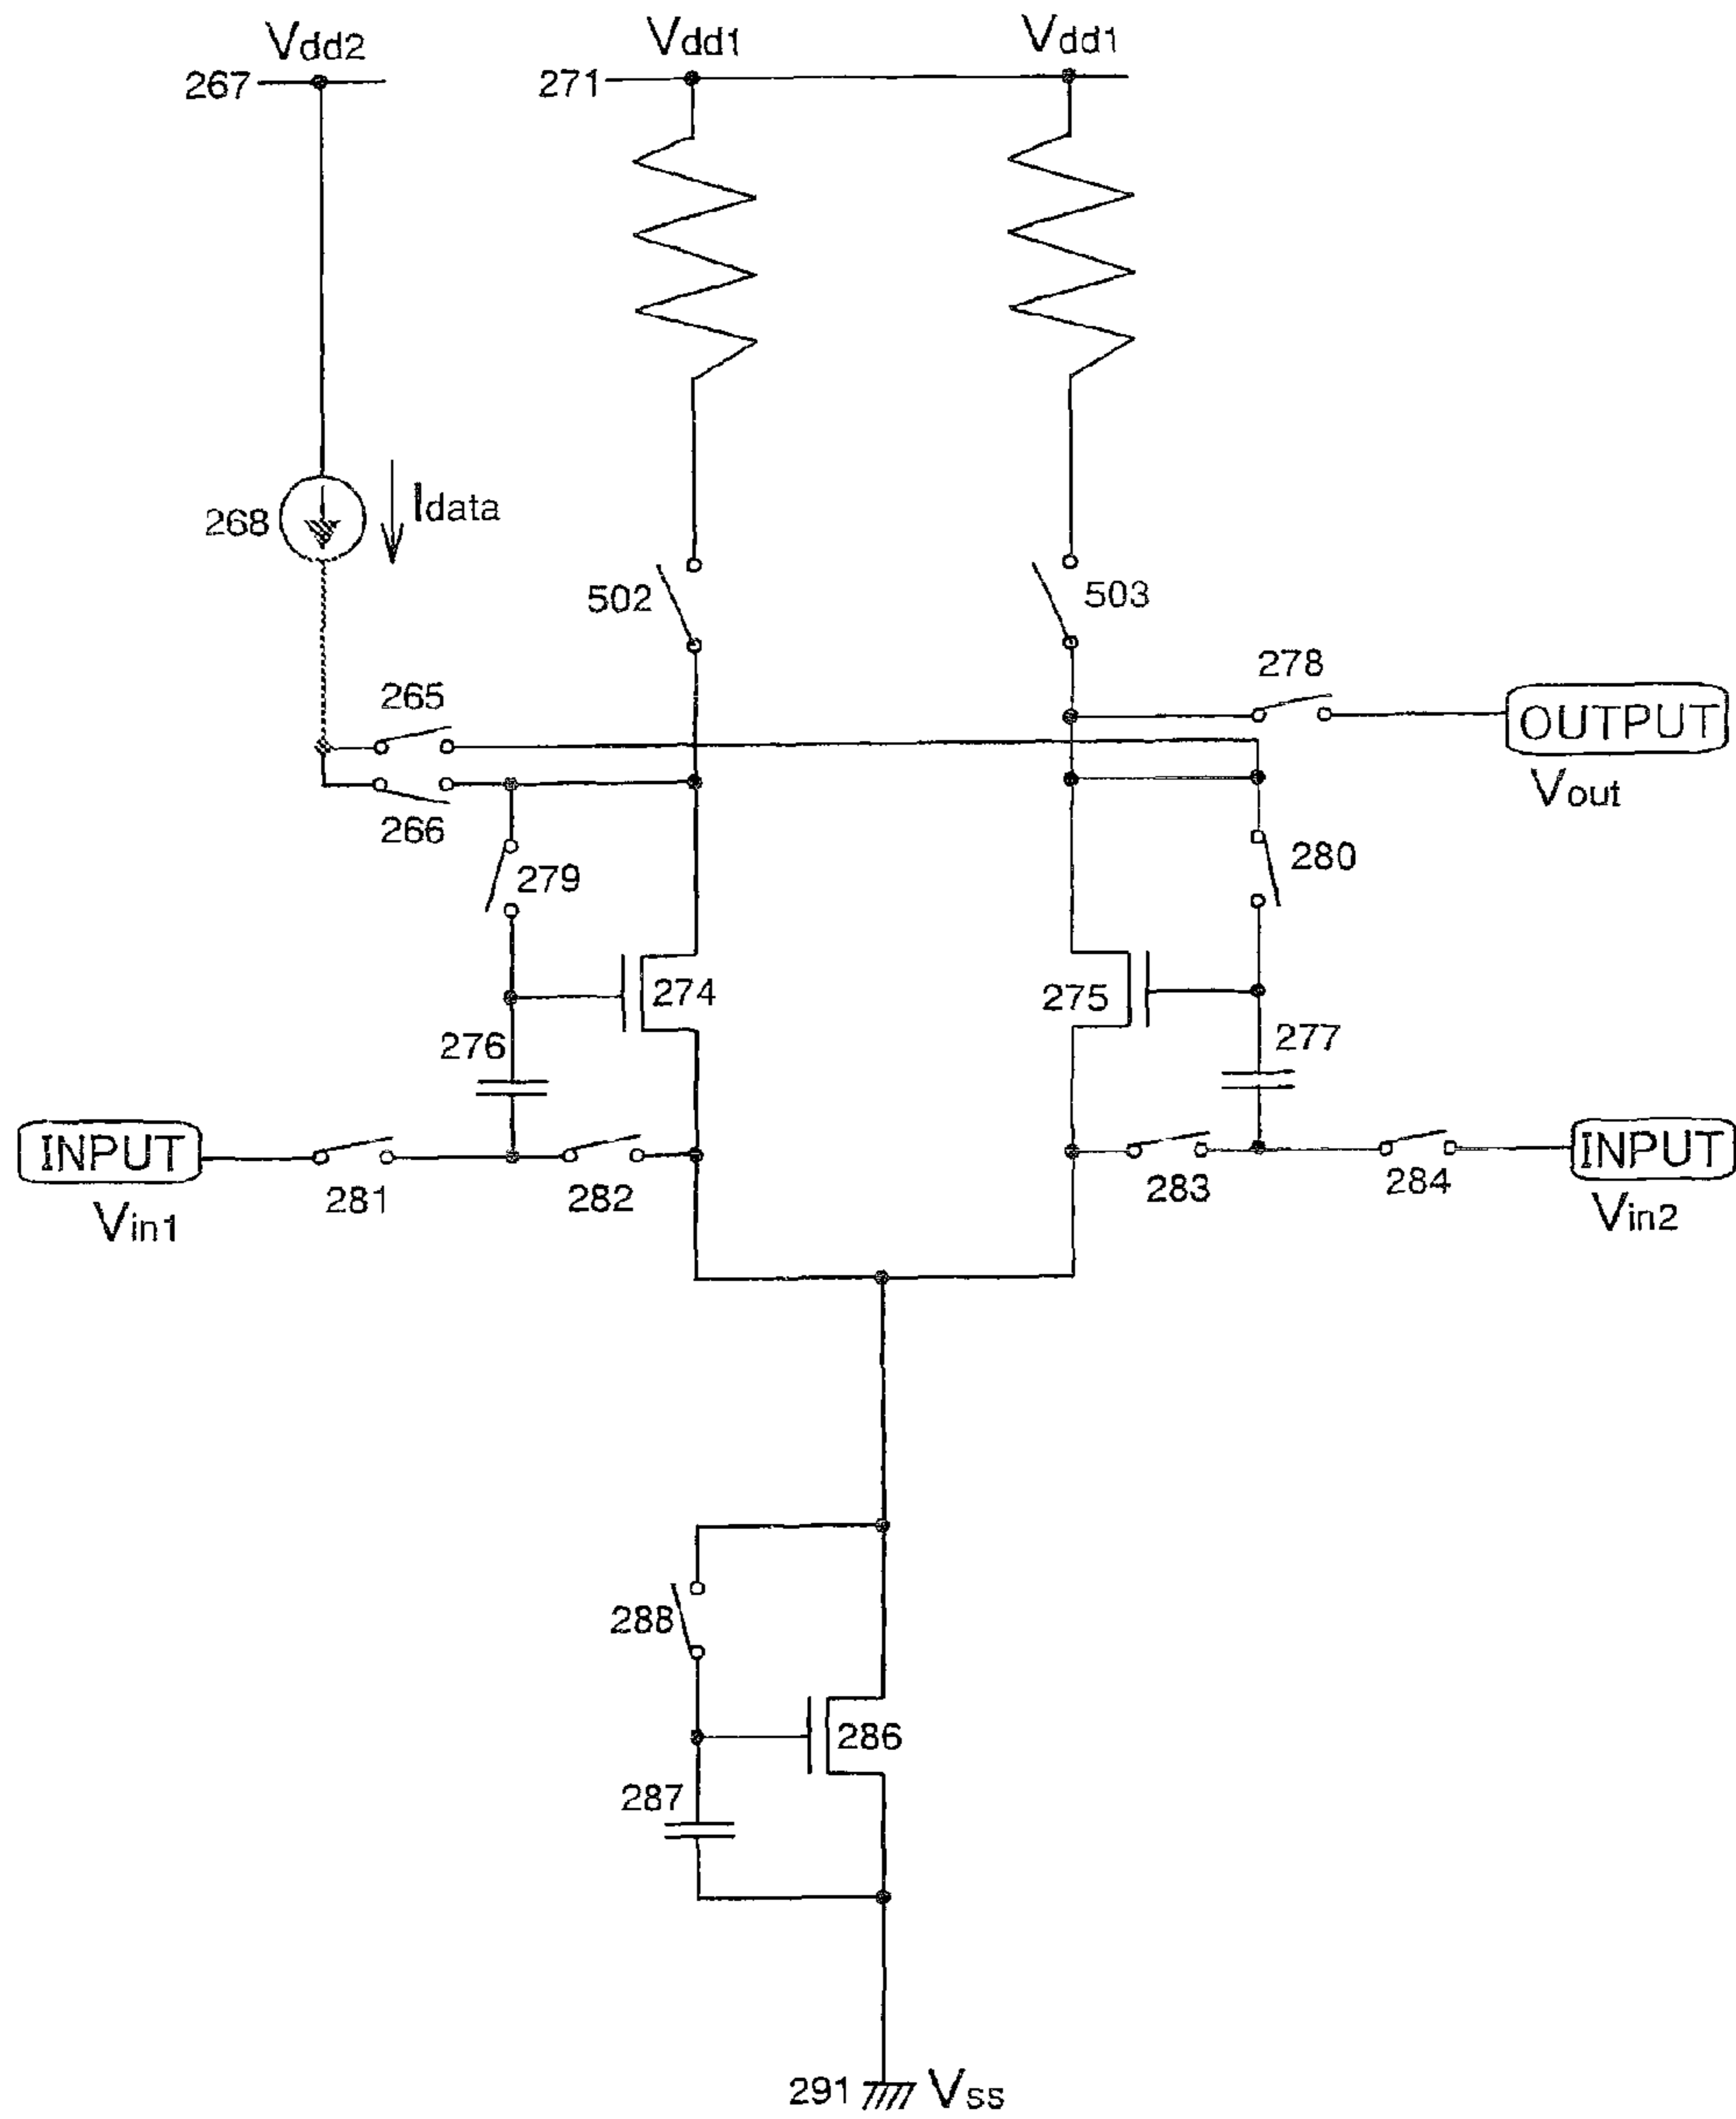 Vdd2
Vdd1
Vdd1
267
271
268
Idata
502
503
278
OUTPUT
Vout
265
266
279
280
274
275
276
277
INPUT
Vin1
281
282
283
284
INPUT
Vin2
288
286
287
291
Vss